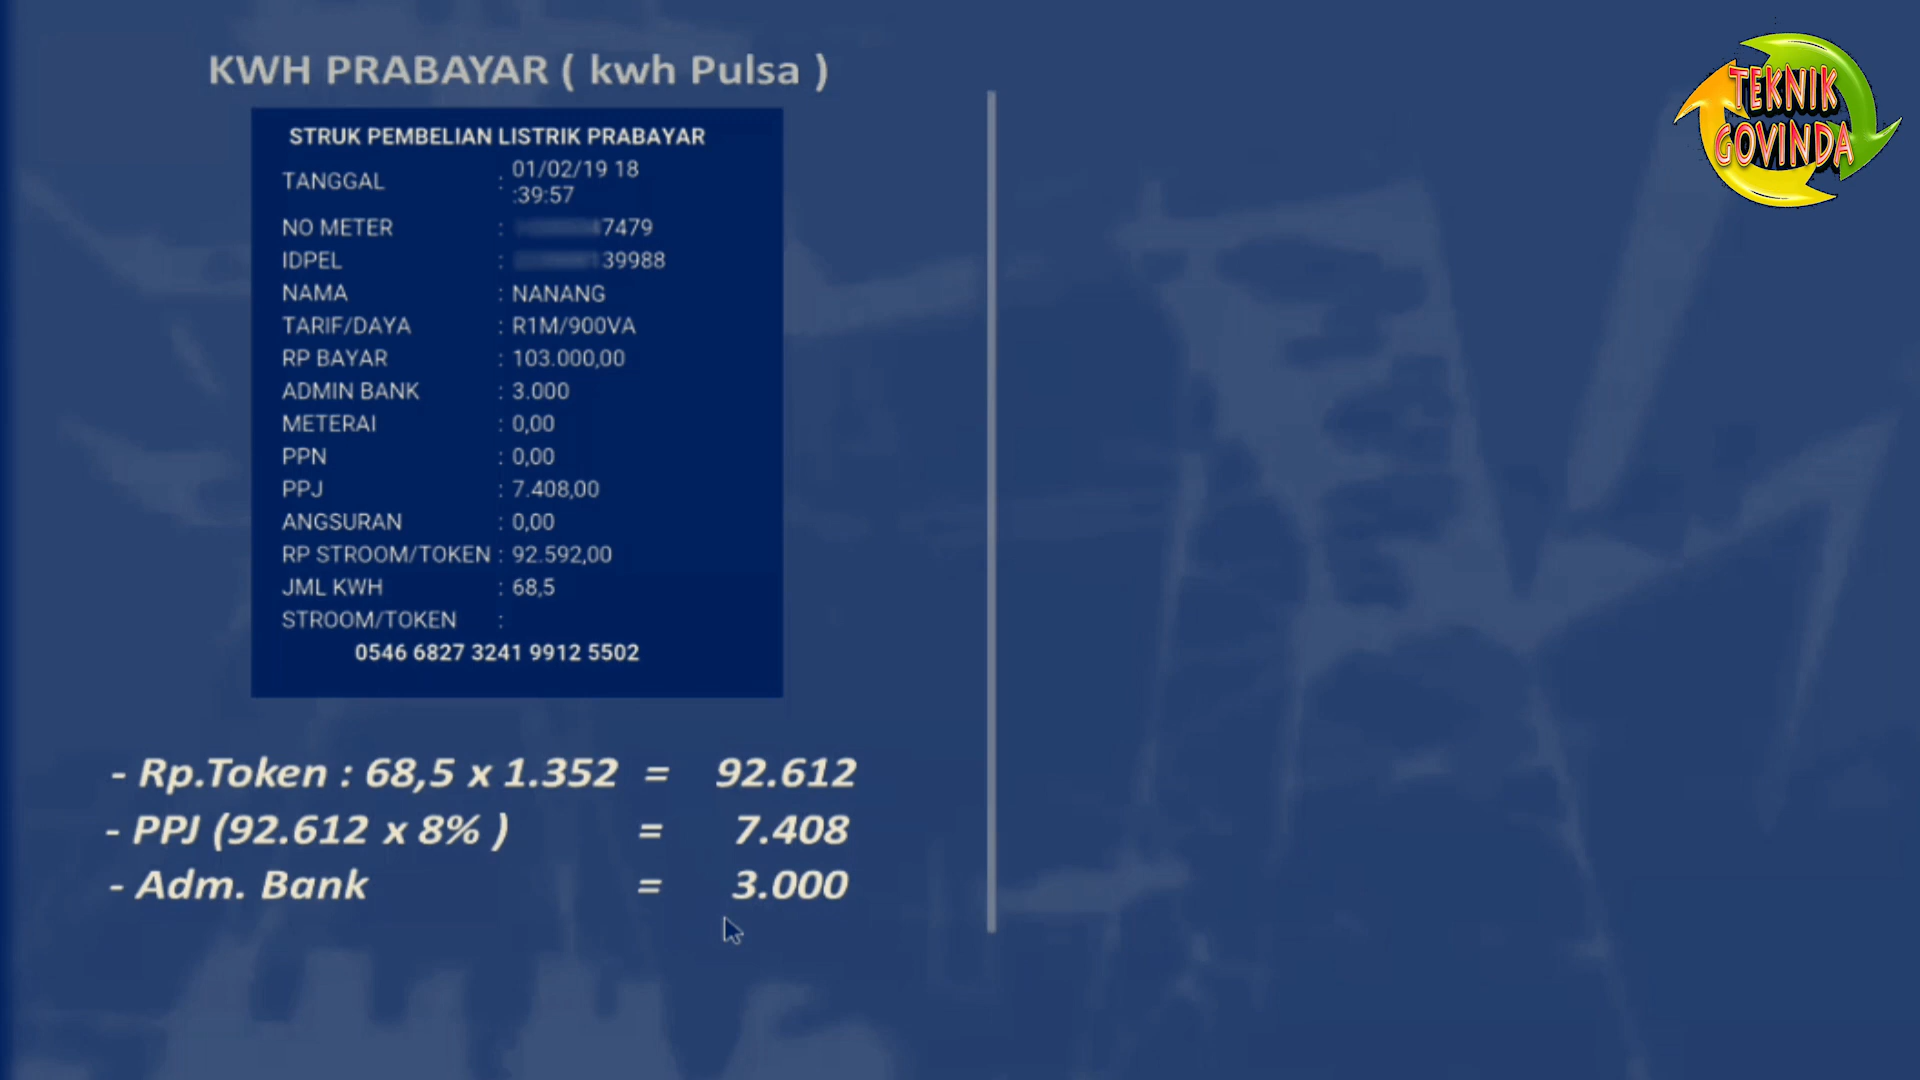 KWH PRABAYAR ( kwh Pulsa )
TEKNIK
GOVINDA
STRUK PEMBELIAN LISTRIK PRABAYAR
TANGGAL : 01/02/19 18
:39:57
NO METER : 7479
IDPEL : 39988
NAMA : NANANG
TARIF/DAYA : R1M/900VA
RP BAYAR : 103.000,00
ADMIN BANK : 3.000
METERAI : 0,00
PPN : 0,00
PPJ : 7.408,00
ANGSURAN : 0,00
RP STROOM/TOKEN : 92.592,00
JML KWH : 68,5
STROOM/TOKEN :
0546 6827 3241 9912 5502
- Rp.Token : 68,5 x 1.352 = 92.612
- PPJ (92.612 x 8% ) = 7.408
- Adm. Bank = 3.000